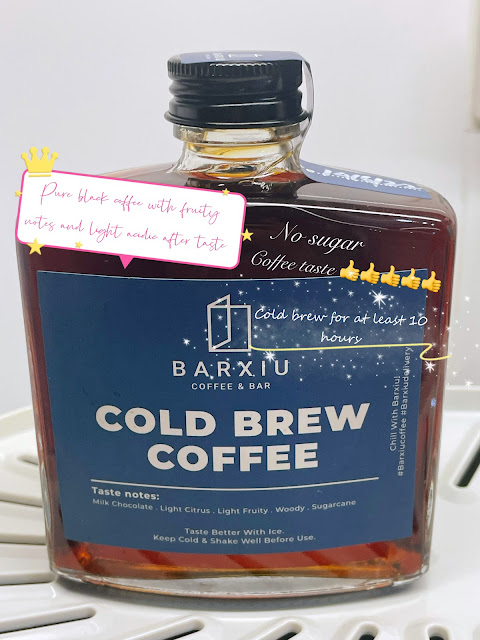 Pure black coffee with fruity
notes and light acidic after taste
No sugar
Coffee taste 👍👍👍👍👍
Cold brew for at least 10
hours
BARXIU
COFFEE & BAR
COLD BREW
COFFEE
Taste notes:
Milk Chocolate . Light Citrus . Light Fruity . Woody . Sugarcane
Taste Better With Ice.
Keep Cold & Shake Well Before Use.
Chill With Barxiu!
#Barxiucoffee #Barxiudelivery